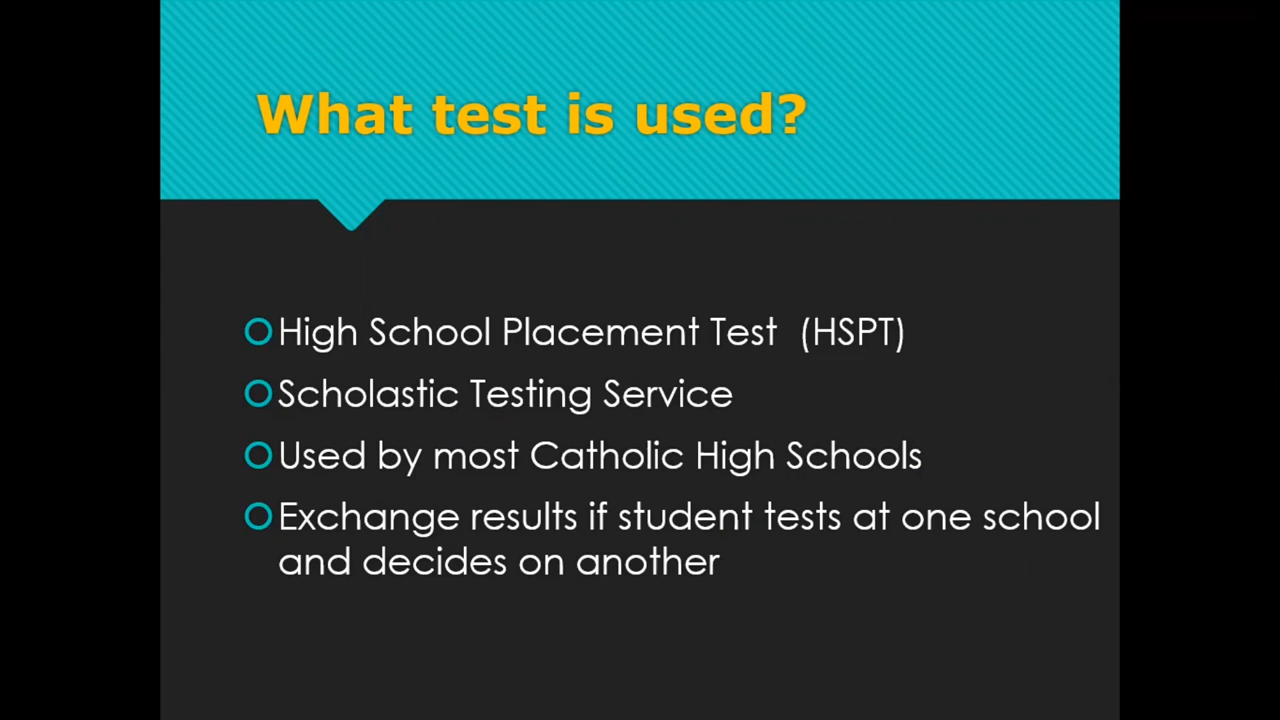 What test is used?
High School Placement Test (HSPT)
Scholastic Testing Service
Used by most Catholic High Schools
Exchange results if student tests at one school
and decides on another